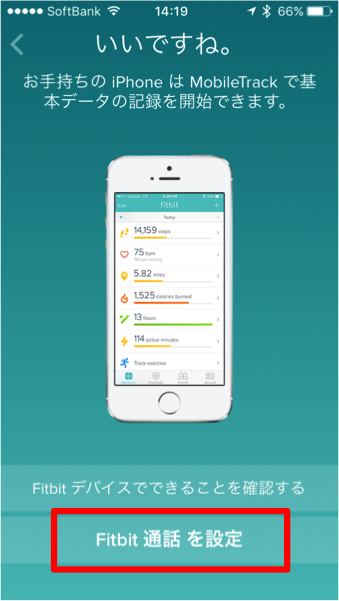 SoftBank 14:19 66%
いいですね。
お手持ちの iPhone は MobileTrack で基
本データの記録を開始できます。
Edit fitbit +
Today
14,159 steps
75 bpm
5.82 miles
1,525 calories burned
13 floors
114 active minutes
Track exercise
Fitbit デバイスでできることを確認する
Fitbit 通話 を設定